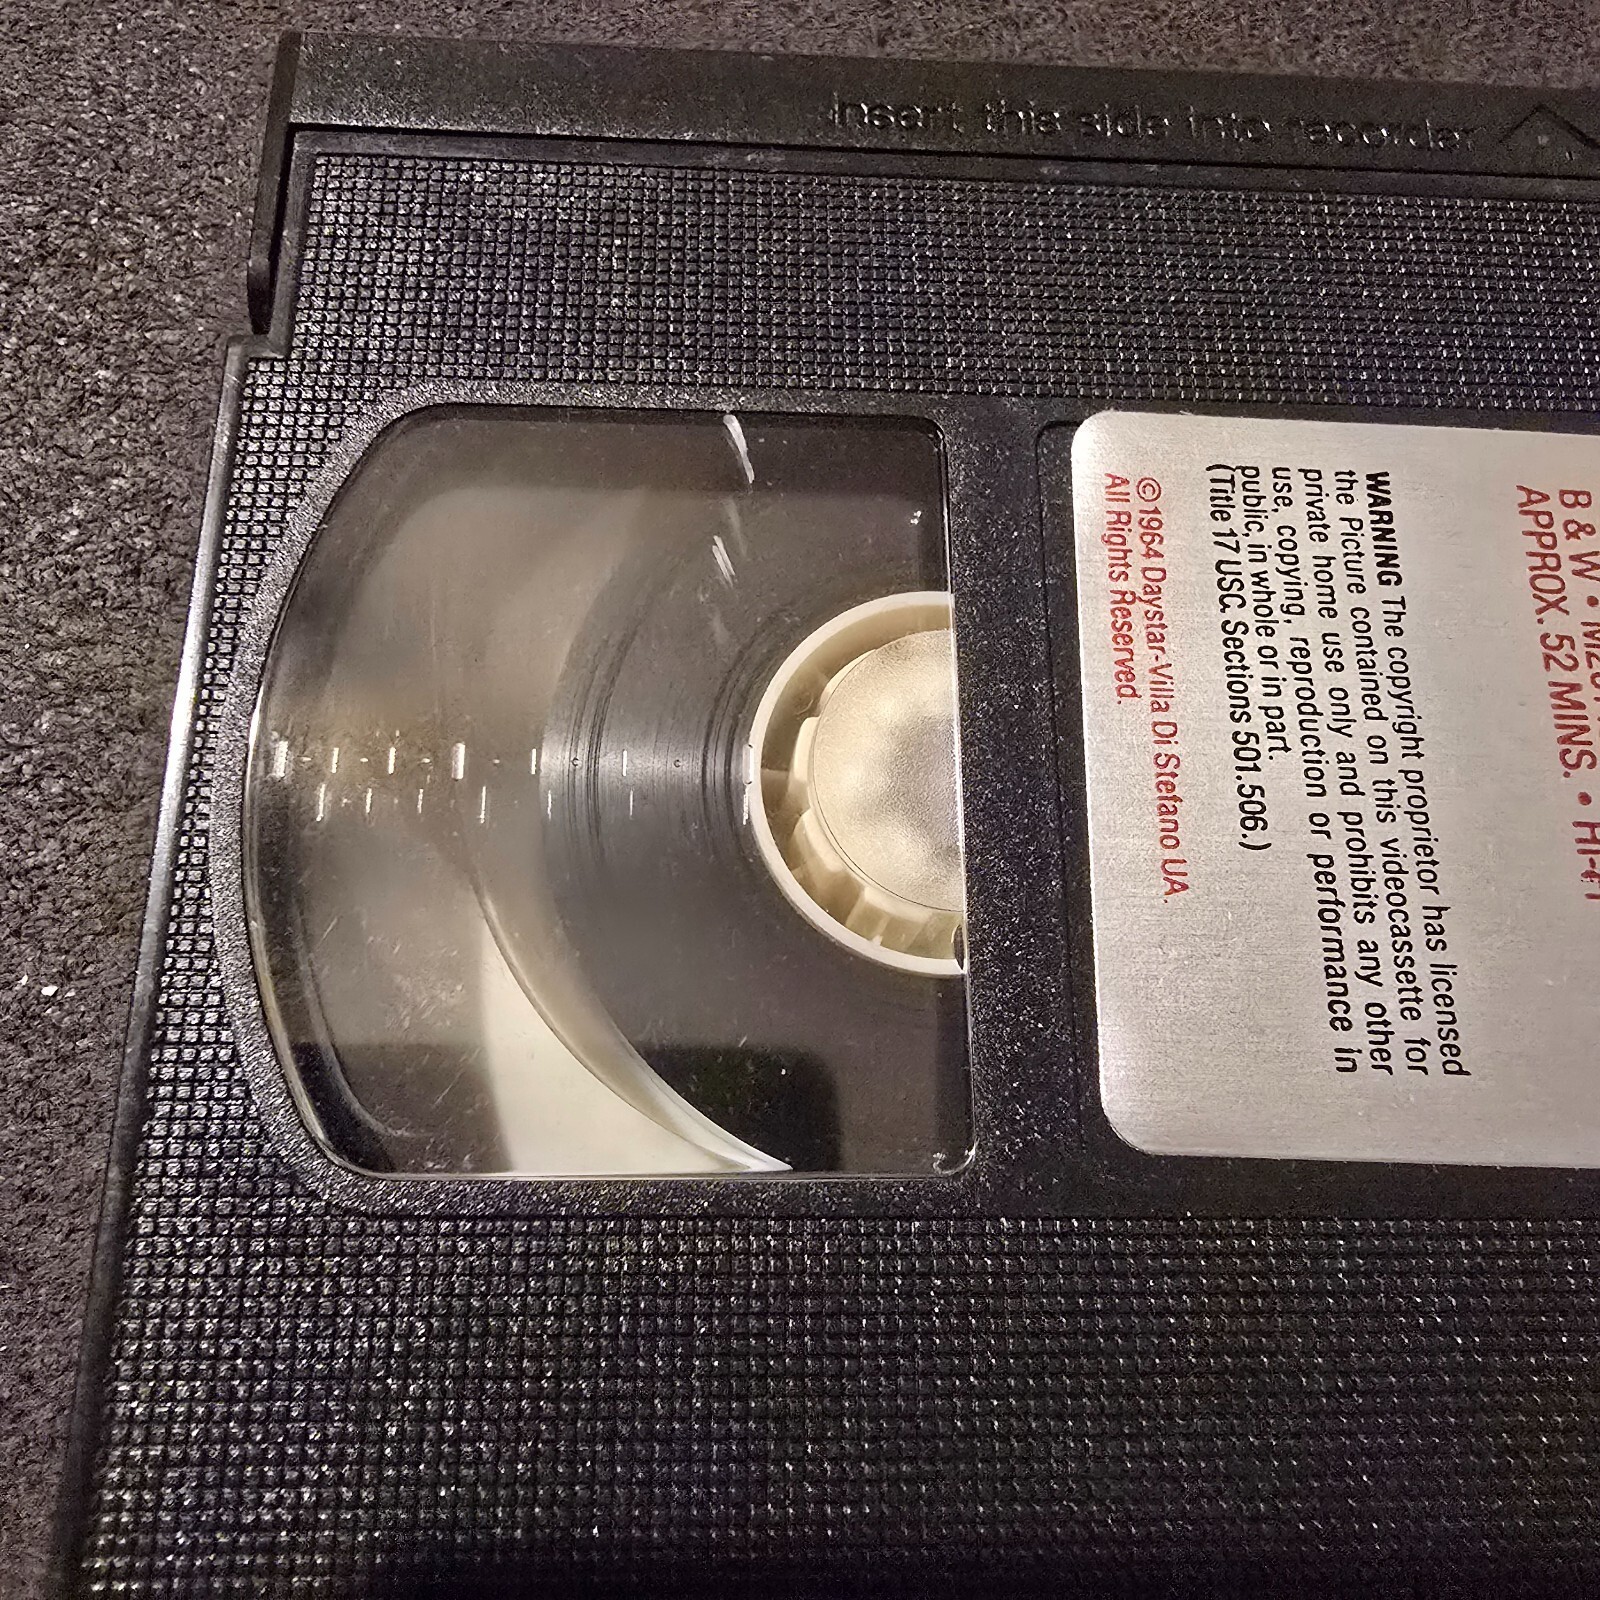 Insert this side into recorder
B & W •
APPROX. 52 MINS. • HI-
WARNING The copyright proprietor has licensed
the Picture contained on this videocassette for
private home use only and prohibits any other
use, copying, reproduction or performance in
public, in whole or in part.
(Title 17 USC. Sections 501.506.)
© 1964 Daystar-Villa Di Stefano UA.
All Rights Reserved.